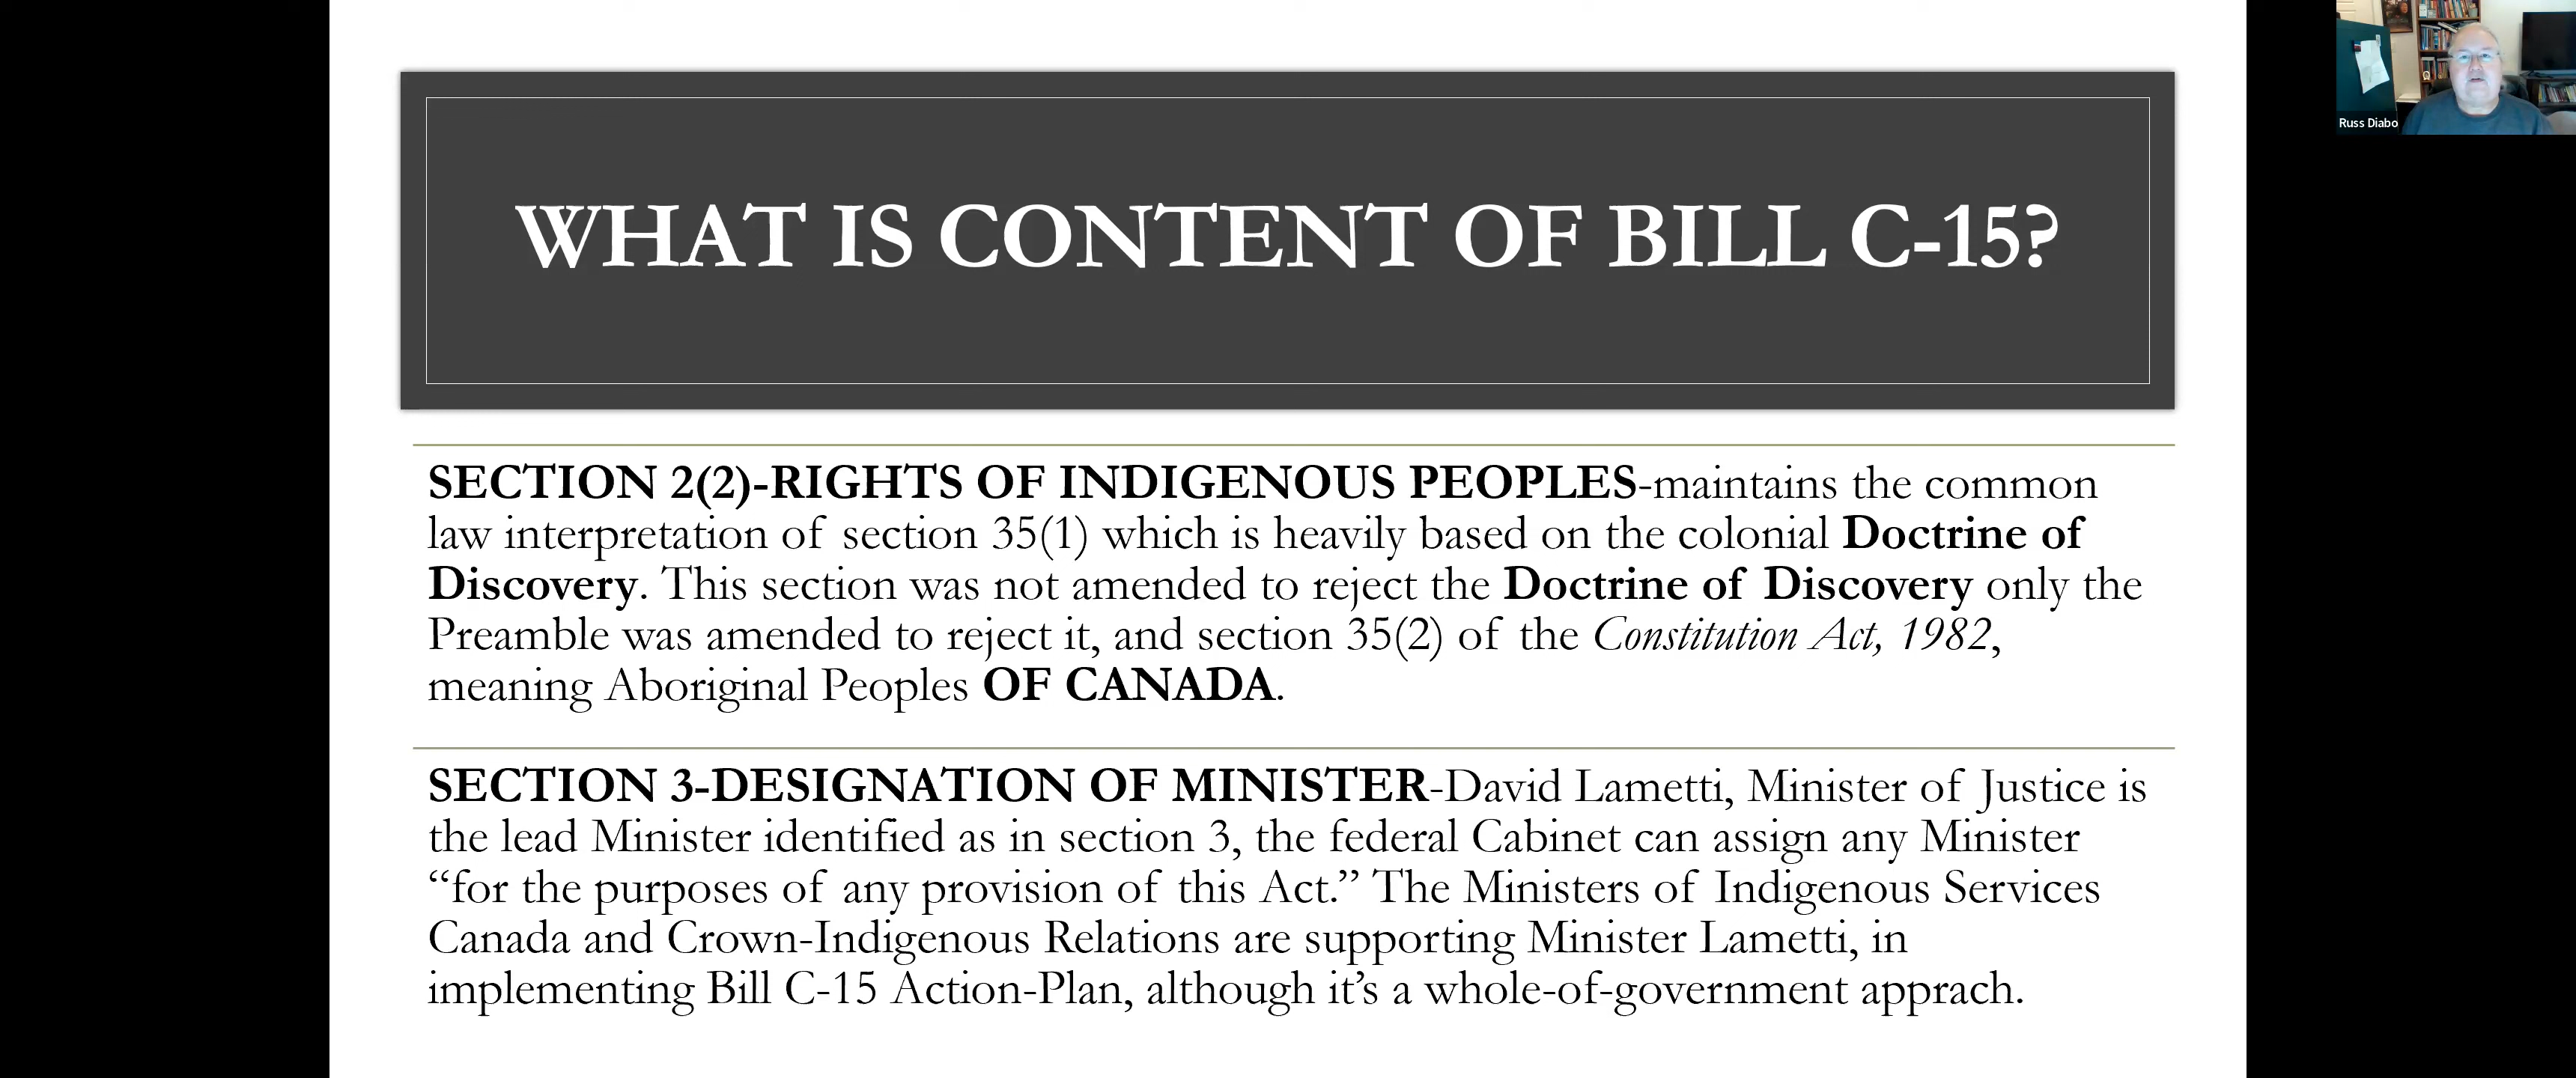 WHAT IS CONTENT OF BILL C-15?
Russ Diabo
SECTION 2(2)-RIGHTS OF INDIGENOUS PEOPLES-maintains the common
law interpretation of section 35(1) which is heavily based on the colonial Doctrine of
Discovery. This section was not amended to reject the Doctrine of Discovery only the
Preamble was amended to reject it, and section 35(2) of the Constitution Act, 1982,
meaning Aboriginal Peoples OF CANADA.
SECTION 3-DESIGNATION OF MINISTER-David Lametti, Minister of Justice is
the lead Minister identified as in section 3, the federal Cabinet can assign any Minister
“for the purposes of any provision of this Act.” The Ministers of Indigenous Services
Canada and Crown-Indigenous Relations are supporting Minister Lametti, in
implementing Bill C-15 Action-Plan, although it’s a whole-of-government apprach.